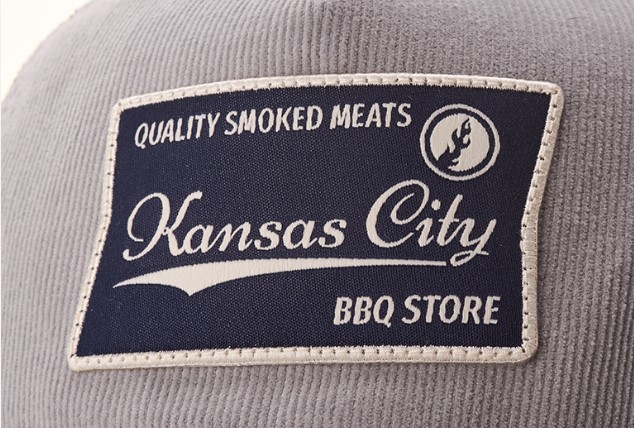 QUALITY SMOKED MEATS
Kansas City
BBQ STORE